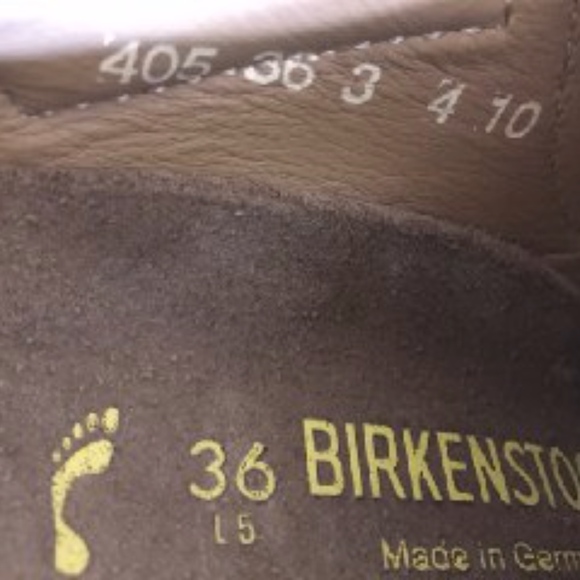 405 36 3 4.10
36 BIRKENSTO
L5
Made in Germ